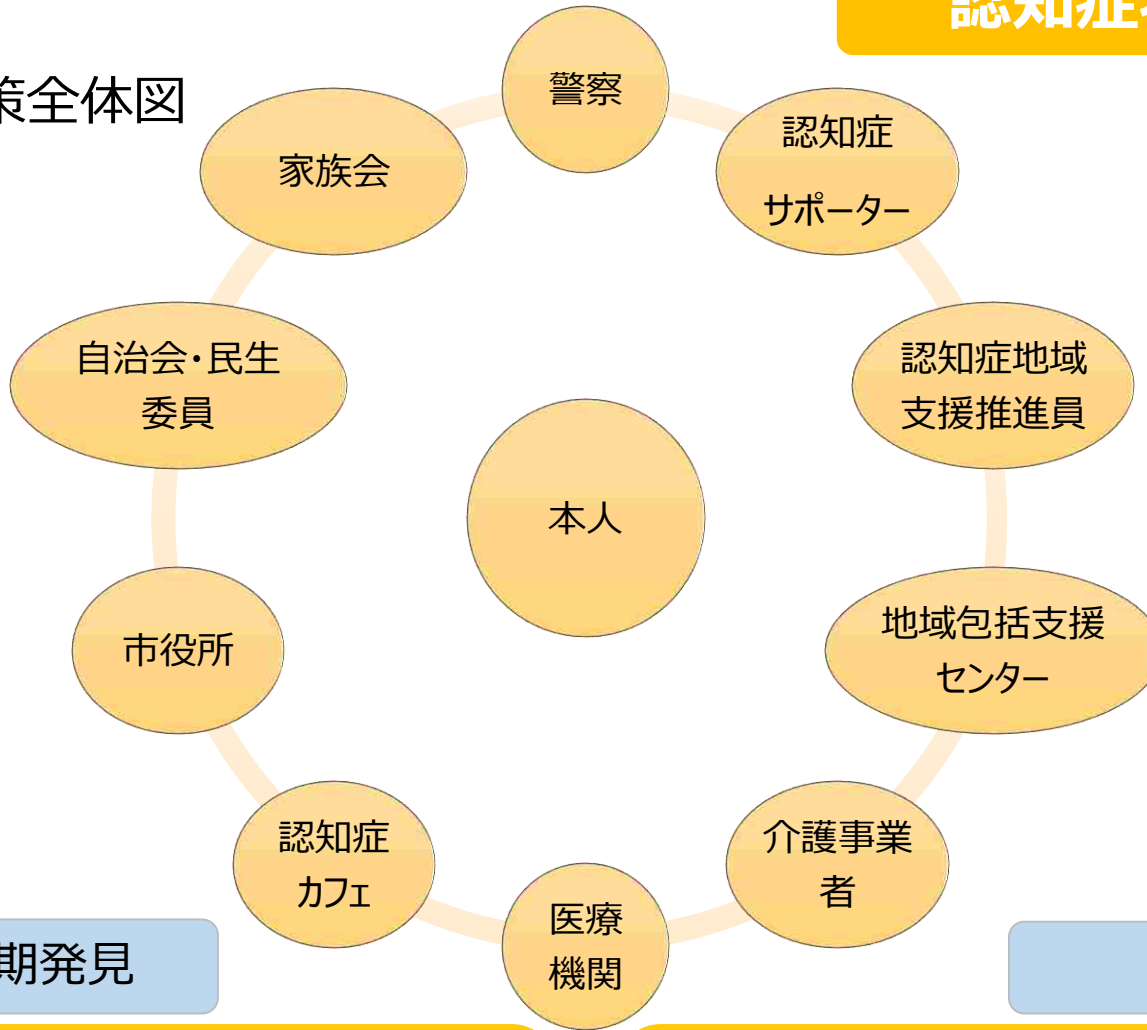 認知症
策全体図
警察
認知症
サポーター
家族会
自治会・民生
委員
認知症地域
支援推進員
本人
市役所
地域包括支援
センター
認知症
カフェ
介護事業
者
医療
機関
期発見